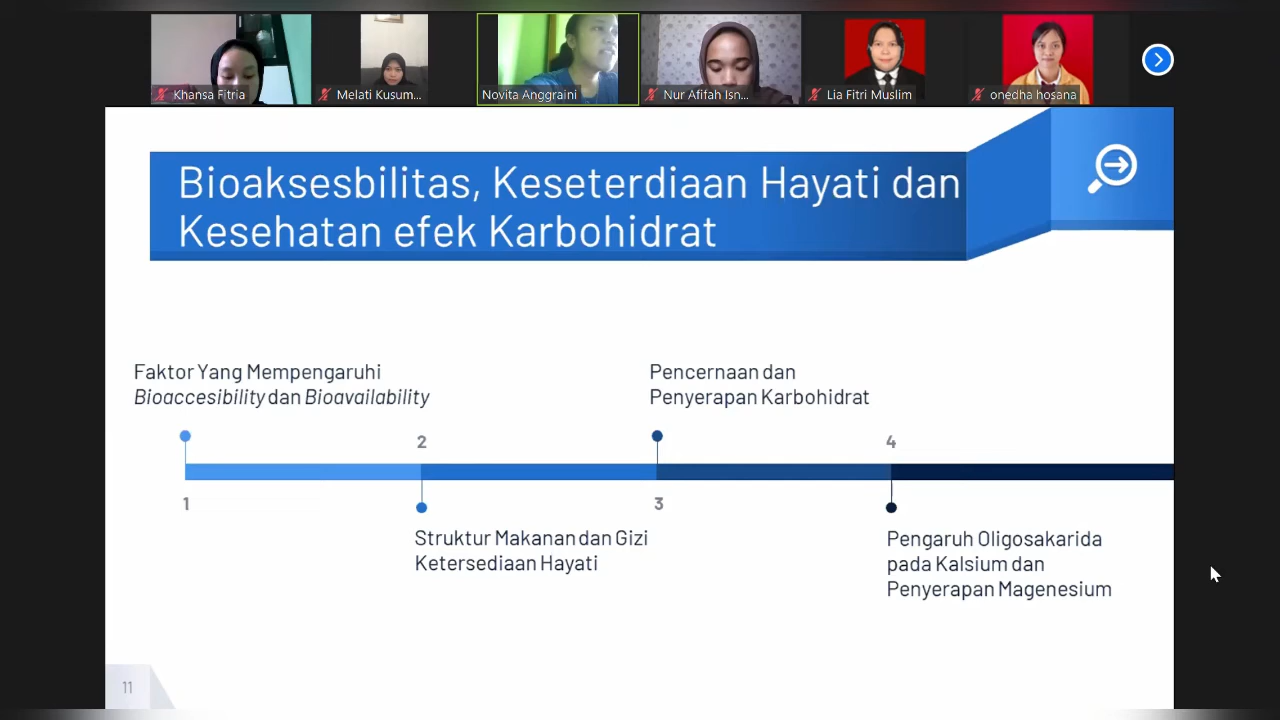 Khansa Fitria
Melati Kusum...
Novita Anggraini
Nur Afifah Isn...
Lia Fitri Muslim
onedha hosana
Bioaksesbilitas, Keseterdiaan Hayati dan
Kesehatan efek Karbohidrat
Faktor Yang Mempengaruhi
Bioaccesibility dan Bioavailability
1
2
Struktur Makanan dan Gizi
Ketersediaan Hayati
Pencernaan dan
Penyerapan Karbohidrat
3
4
Pengaruh Oligosakarida
pada Kalsium dan
Penyerapan Magenesium
11